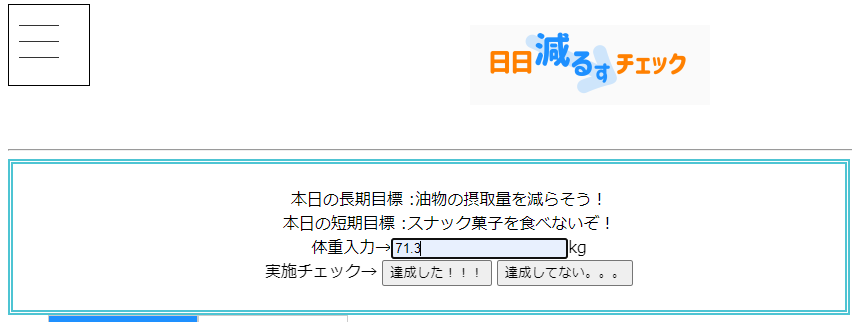 日日減るすチェック
本日の長期目標 :油物の摂取量を減らそう！
本日の短期目標 :スナック菓子を食べないぞ！
体重入力→71.3kg
実施チェック→ 達成した！！！ 達成してない。。。